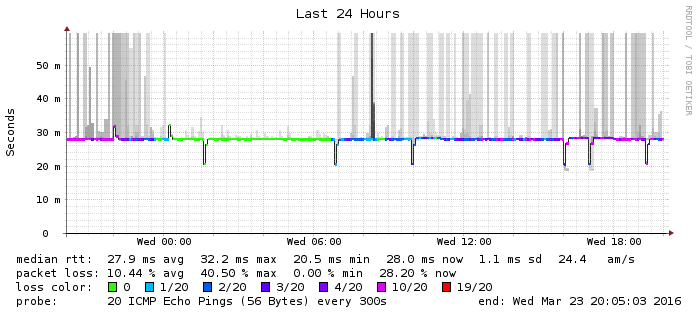 Last 24 Hours
RRDTOOL / TOBI OETIKER
Seconds
50 m
40 m
30 m
20 m
10 m
0
Wed 00:00 Wed 06:00 Wed 12:00 Wed 18:00
median rtt: 27.9 ms avg 32.2 ms max 20.5 ms min 28.0 ms now 1.1 ms sd 24.4 am/s
packet loss: 10.44 % avg 40.50 % max 0.00 % min 28.20 % now
loss color: 0 1/20 2/20 3/20 4/20 10/20 19/20
probe: 20 ICMP Echo Pings (56 Bytes) every 300s end: Wed Mar 23 20:05:03 2016